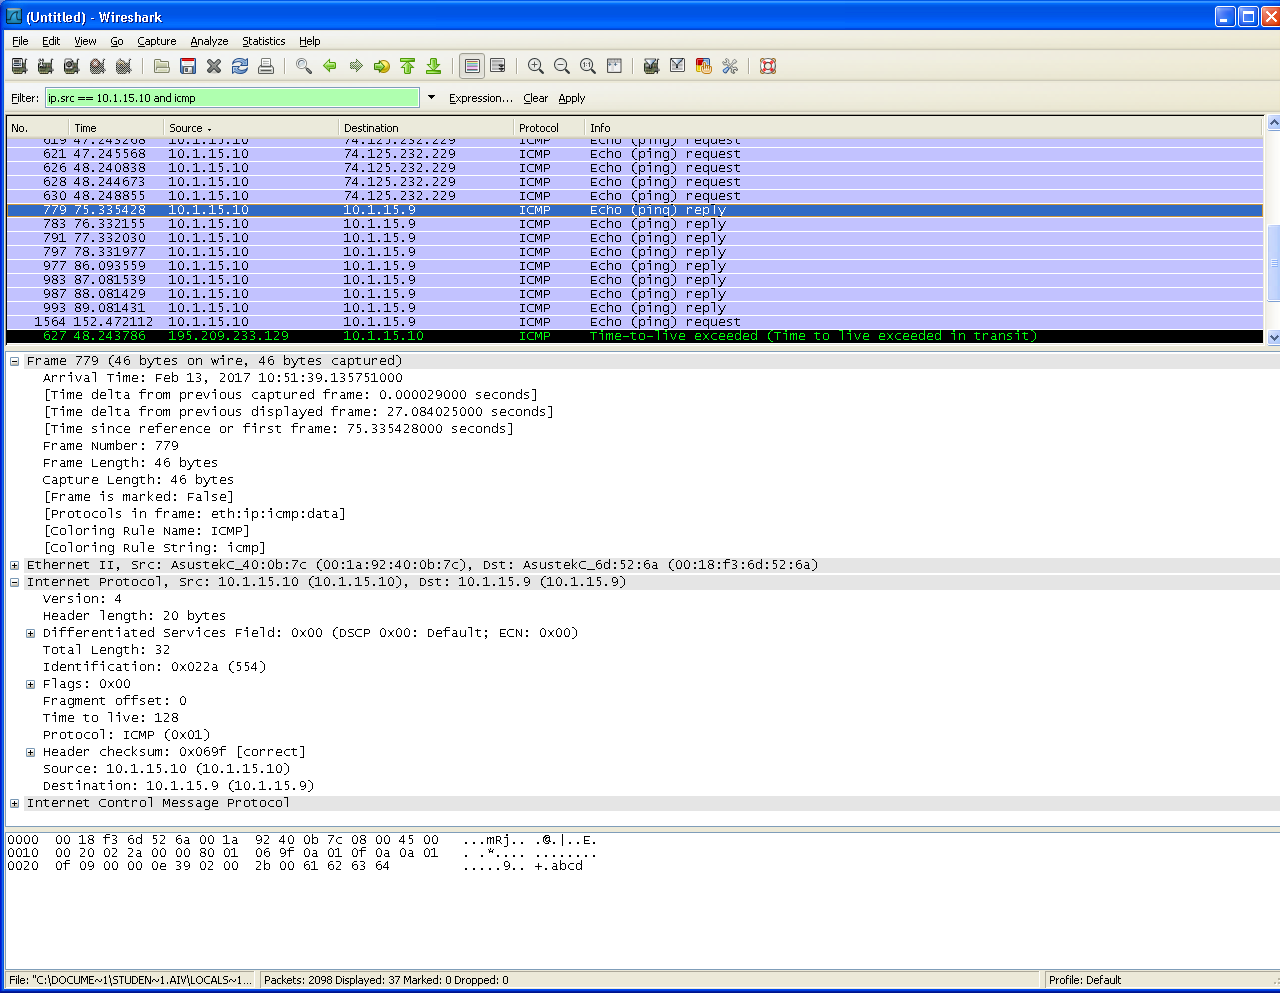 (Untitled) - Wireshark
File Edit View Go Capture Analyze Statistics Help
Filter: ip.src == 10.1.15.10 and icmp Expression... Clear Apply
No. Time Source Destination Protocol Info
619 47.243268 10.1.15.10 74.125.232.229 ICMP Echo (ping) request
621 47.245568 10.1.15.10 74.125.232.229 ICMP Echo (ping) request
626 48.240838 10.1.15.10 74.125.232.229 ICMP Echo (ping) request
628 48.244673 10.1.15.10 74.125.232.229 ICMP Echo (ping) request
630 48.248855 10.1.15.10 74.125.232.229 ICMP Echo (ping) request
779 75.335428 10.1.15.10 10.1.15.9 ICMP Echo (ping) reply
783 76.332155 10.1.15.10 10.1.15.9 ICMP Echo (ping) reply
791 77.332030 10.1.15.10 10.1.15.9 ICMP Echo (ping) reply
797 78.331977 10.1.15.10 10.1.15.9 ICMP Echo (ping) reply
977 86.093559 10.1.15.10 10.1.15.9 ICMP Echo (ping) reply
983 87.081539 10.1.15.10 10.1.15.9 ICMP Echo (ping) reply
987 88.081429 10.1.15.10 10.1.15.9 ICMP Echo (ping) reply
993 89.081431 10.1.15.10 10.1.15.9 ICMP Echo (ping) reply
1564 152.472112 10.1.15.10 10.1.15.9 ICMP Echo (ping) request
627 48.243786 195.209.233.129 10.1.15.10 ICMP Time-to-live exceeded (Time to live exceeded in transit)
Frame 779 (46 bytes on wire, 46 bytes captured)
Arrival Time: Feb 13, 2017 10:51:39.135751000
[Time delta from previous captured frame: 0.000029000 seconds]
[Time delta from previous displayed frame: 27.084025000 seconds]
[Time since reference or first frame: 75.335428000 seconds]
Frame Number: 779
Frame Length: 46 bytes
Capture Length: 46 bytes
[Frame is marked: False]
[Protocols in frame: eth:ip:icmp:data]
[Coloring Rule Name: ICMP]
[Coloring Rule String: icmp]
Ethernet II, Src: AsustekC_40:0b:7c (00:1a:92:40:0b:7c), Dst: AsustekC_6d:52:6a (00:18:f3:6d:52:6a)
Internet Protocol, Src: 10.1.15.10 (10.1.15.10), Dst: 10.1.15.9 (10.1.15.9)
Version: 4
Header length: 20 bytes
Differentiated Services Field: 0x00 (DSCP 0x00: Default; ECN: 0x00)
Total Length: 32
Identification: 0x022a (554)
Flags: 0x00
Fragment offset: 0
Time to live: 128
Protocol: ICMP (0x01)
Header checksum: 0x069f [correct]
Source: 10.1.15.10 (10.1.15.10)
Destination: 10.1.15.9 (10.1.15.9)
Internet Control Message Protocol
0000 00 18 f3 6d 52 6a 00 1a 92 40 0b 7c 08 00 45 00 ...mRj.. .@.|..E.
0010 00 20 02 2a 00 00 80 01 06 9f 0a 01 0f 0a 0a 01 . .*.... ........
0020 0f 09 00 00 0e 39 02 00 2b 00 61 62 63 64 .....9.. +.abcd
File: "C:\DOCUME~1\STUDEN~1.AIV\LOCALS~1... Packets: 2098 Displayed: 37 Marked: 0 Dropped: 0 Profile: Default